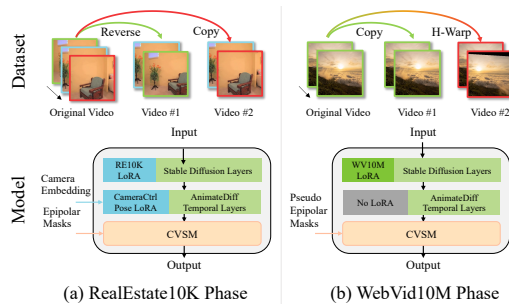 Dataset
Reverse
Copy
Original Video
Video #1
Video #2
Input
RE10K
LoRA
Stable Diffusion Layers
Camera
Embedding
CameraCtrl
Pose LoRA
AnimateDiff
Temporal Layers
Epipolar
Masks
CVSM
Output
Model
(a) RealEstate10K Phase
Copy
H-Warp
Original Video
Video #1
Video #2
Input
WV10M
LoRA
Stable Diffusion Layers
No LoRA
AnimateDiff
Temporal Layers
Pseudo
Epipolar
Masks
CVSM
Output
(b) WebVid10M Phase